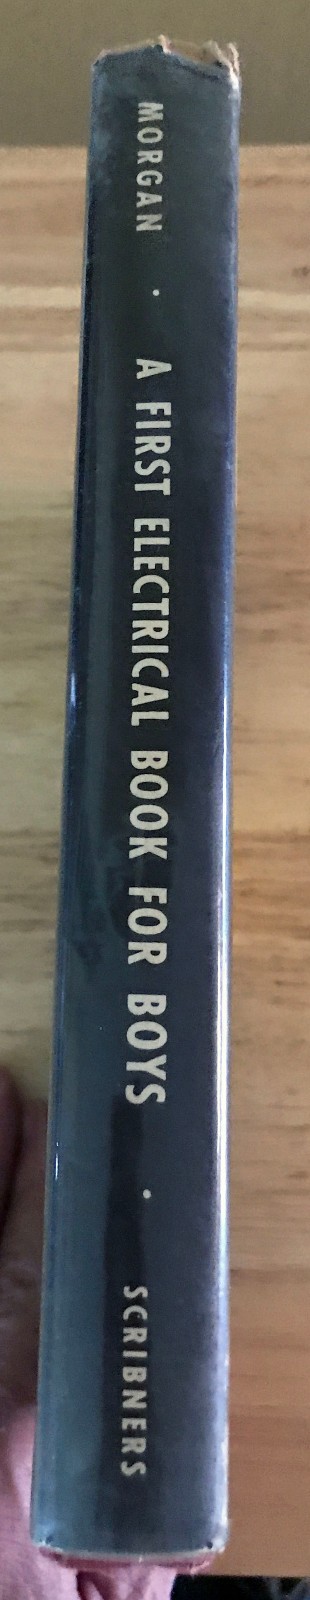 MORGAN · A FIRST ELECTRICAL BOOK FOR BOYS · SCRIBNERS